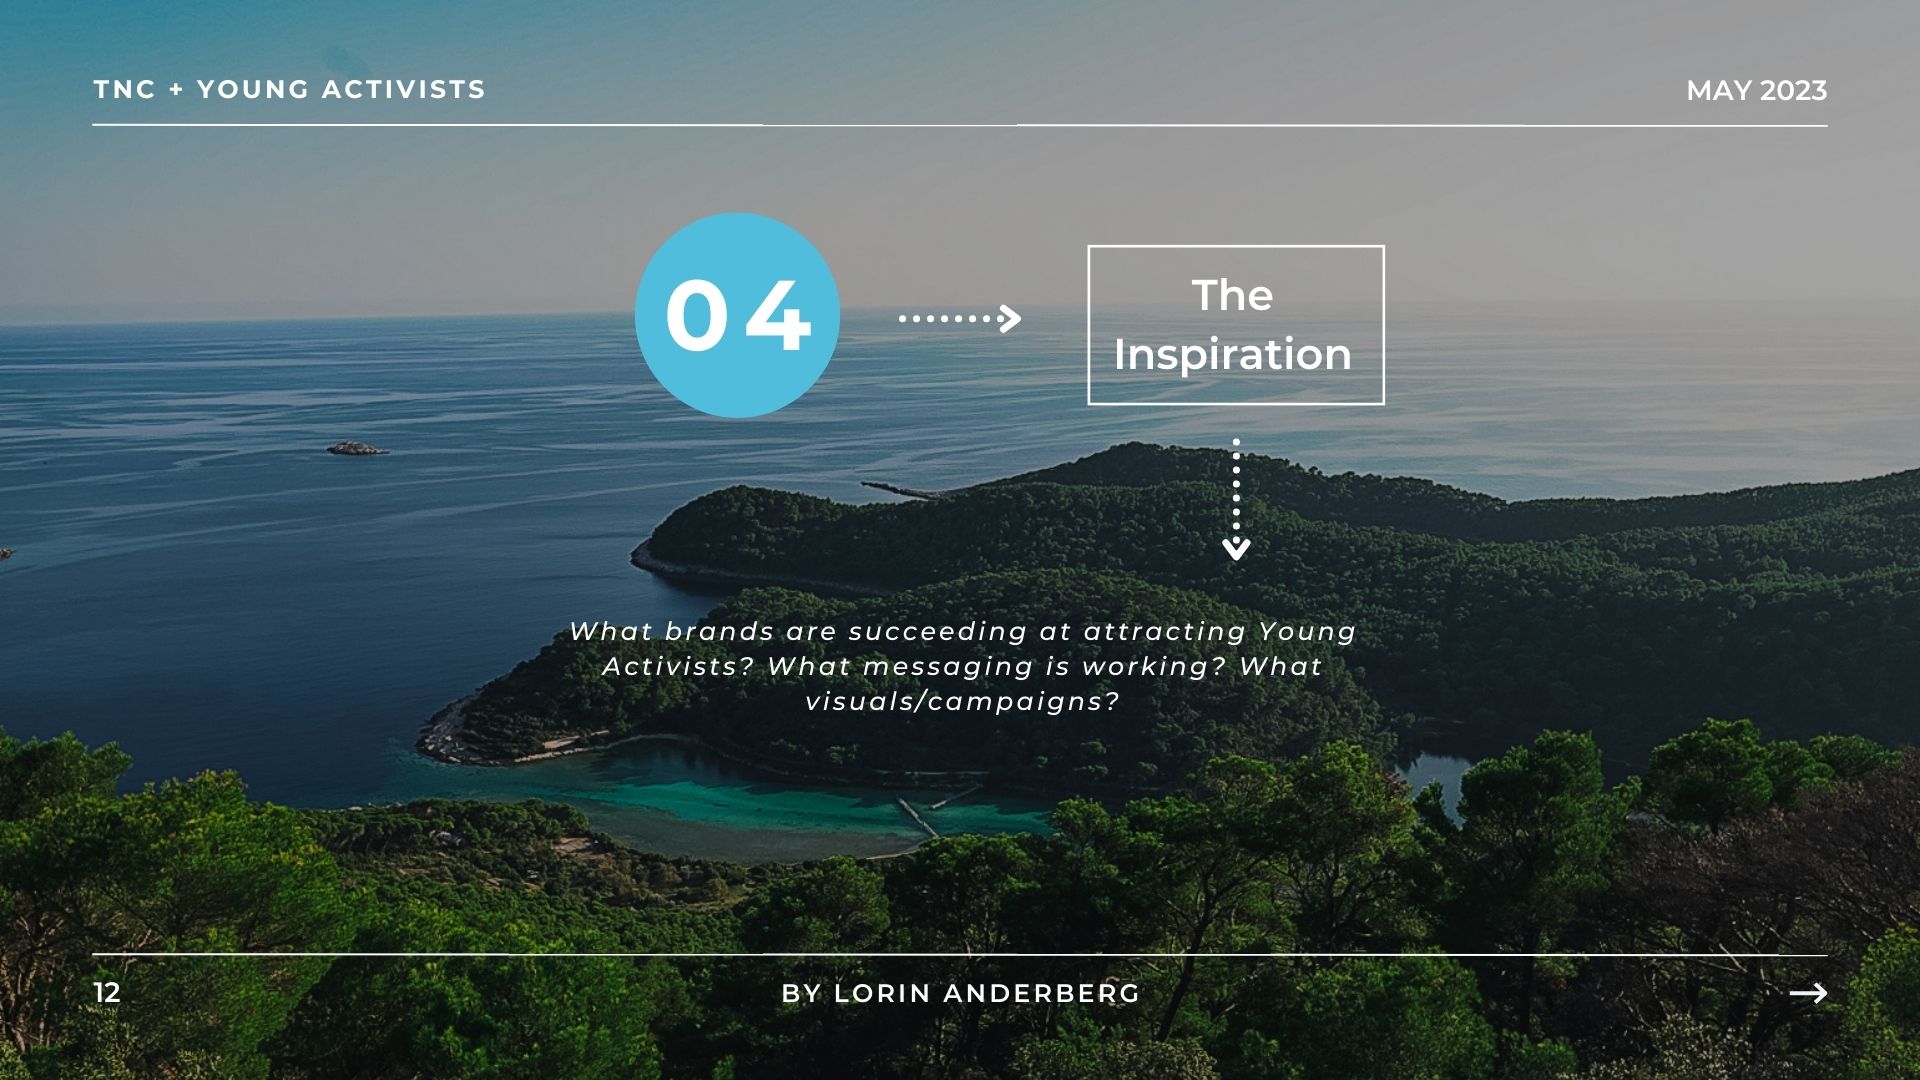 TNC + YOUNG ACTIVISTS
MAY 2023
04
The
Inspiration
What brands are succeeding at attracting Young
Activists? What messaging is working? What
visuals/campaigns?
12
BY LORIN ANDERBERG